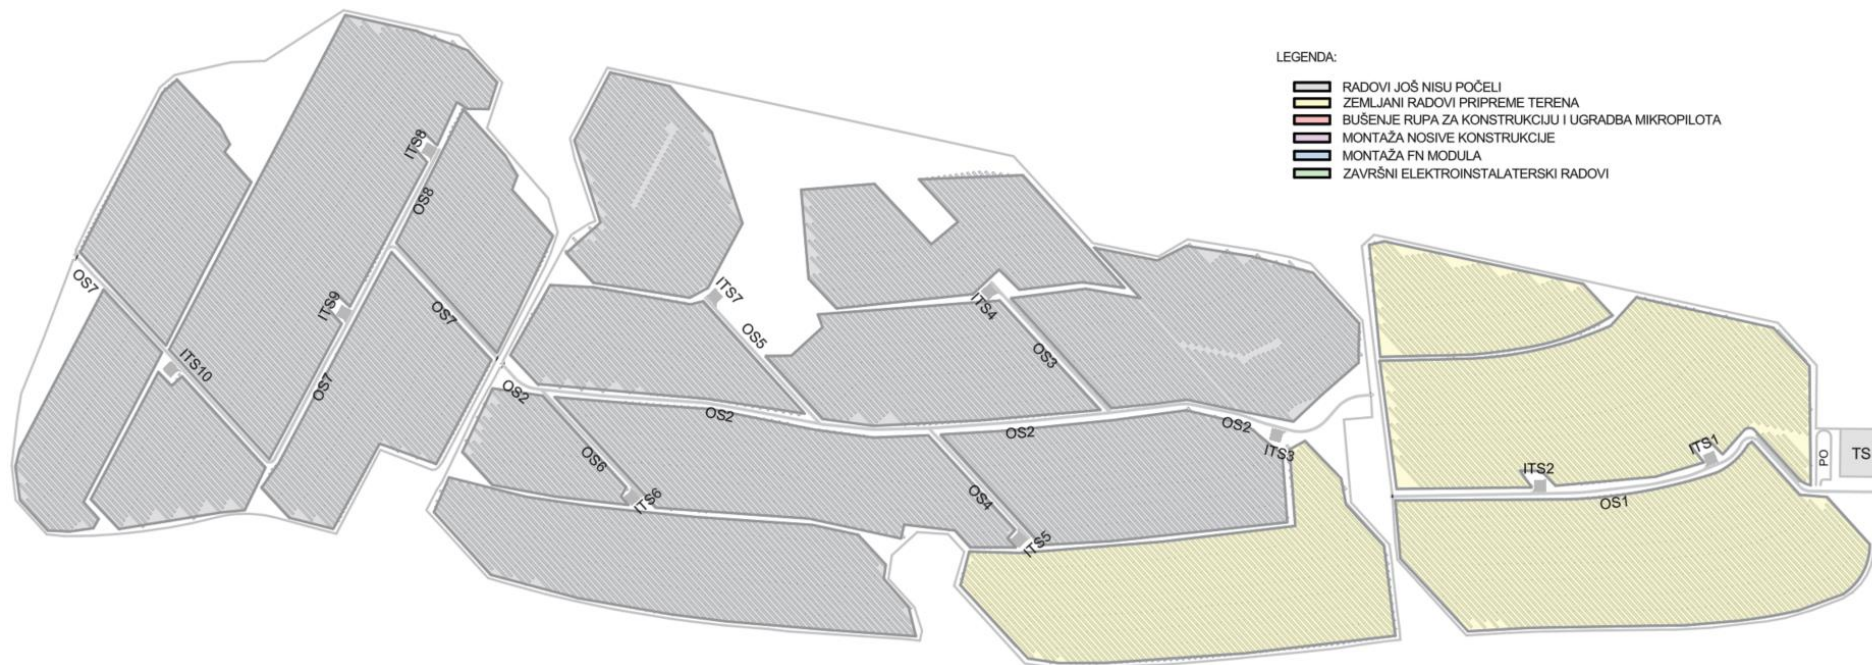 LEGENDA:
RADOVI JOŠ NISU POČELI
ZEMLJANI RADOVI PRIPREME TERENA
BUŠENJE RUPA ZA KONSTRUKCIJU I UGRADBA MIKROPILOTA
MONTAŽA NOSIVE KONSTRUKCIJE
MONTAŽA FN MODULA
ZAVRŠNI ELEKTROINSTALATERSKI RADOVI
ITS8
OS8
OS7
ITS9
OS7
ITS10
OS7
ITS7
OS5
ITS4
OS3
OS2
OS2
OS2
OS2
ITS3
OS6
ITS6
OS4
ITS5
ITS1
ITS2
OS1
PO
TS